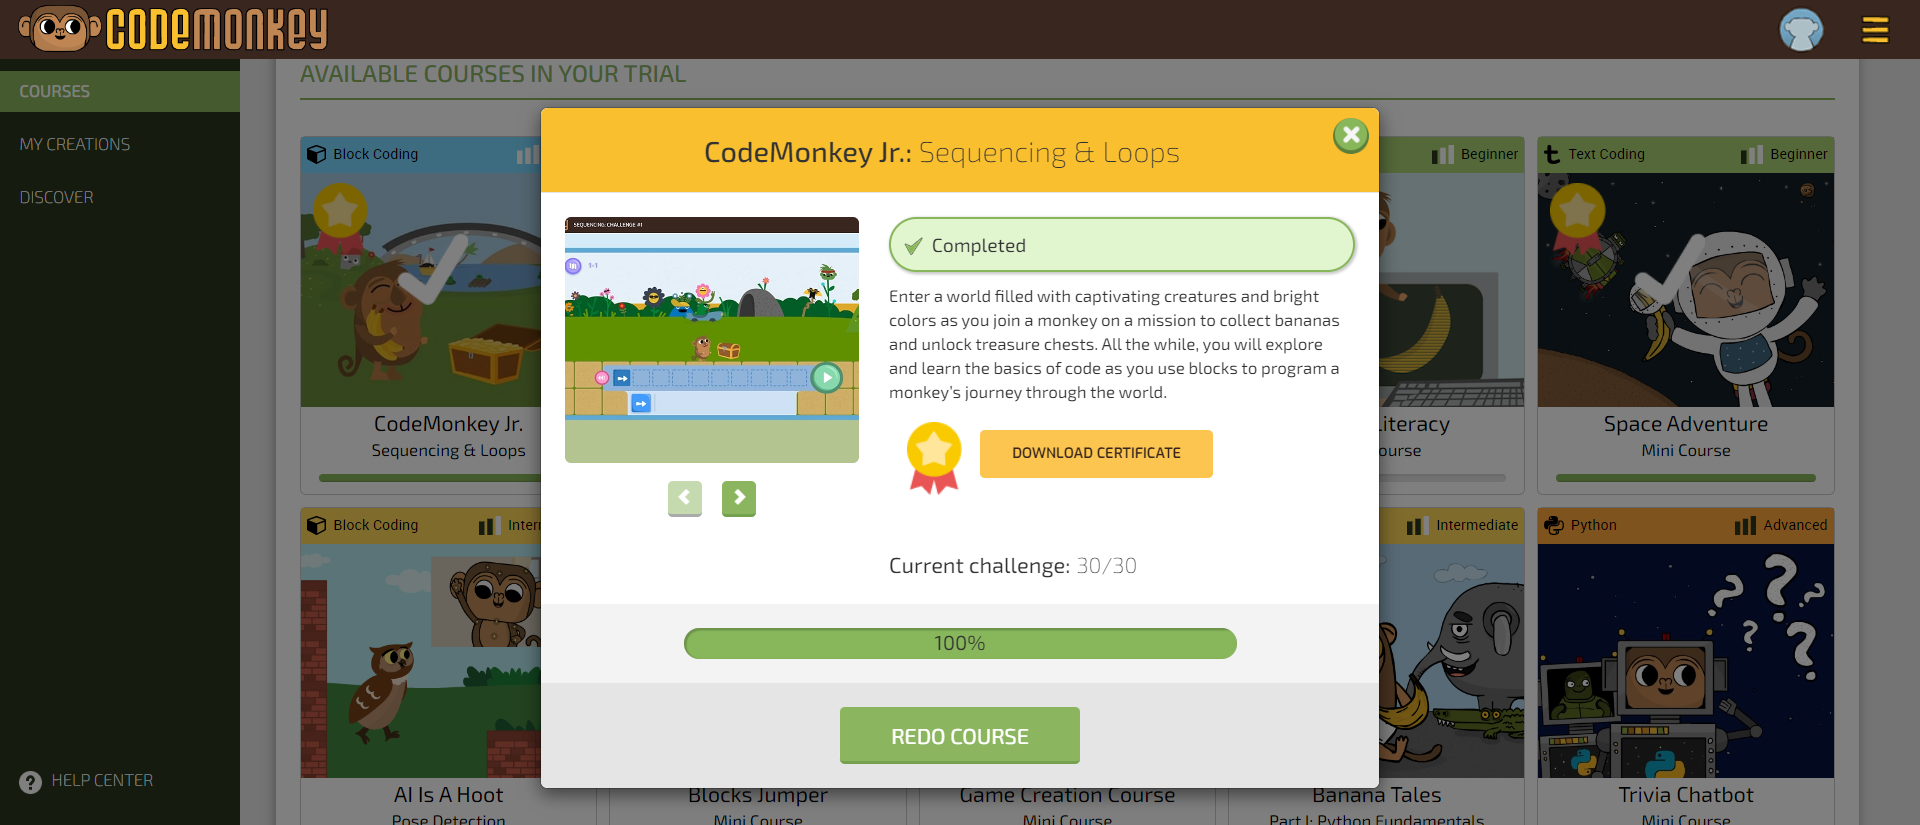 CODEMONKEY
COURSES
MY CREATIONS
DISCOVER
HELP CENTER
AVAILABLE COURSES IN YOUR TRIAL
Block Coding
CodeMonkey Jr.
Sequencing & Loops
Beginner
Literacy
Text Coding
Beginner
Space Adventure
Mini Course
CodeMonkey Jr.: Sequencing & Loops
SEQUENCING: CHALLENGE #1
1-1
Completed
Enter a world filled with captivating creatures and bright
colors as you join a monkey on a mission to collect bananas
and unlock treasure chests. All the while, you will explore
and learn the basics of code as you use blocks to program a
monkey's journey through the world.
DOWNLOAD CERTIFICATE
Current challenge: 30/30
100%
REDO COURSE
Block Coding
AI Is A Hoot
Pose Detection
Blocks Jumper
Mini Course
Game Creation Course
Mini Course
Intermediate
Banana Tales
Part I: Python Fundamentals
Python
Advanced
Trivia Chatbot
Mini Course